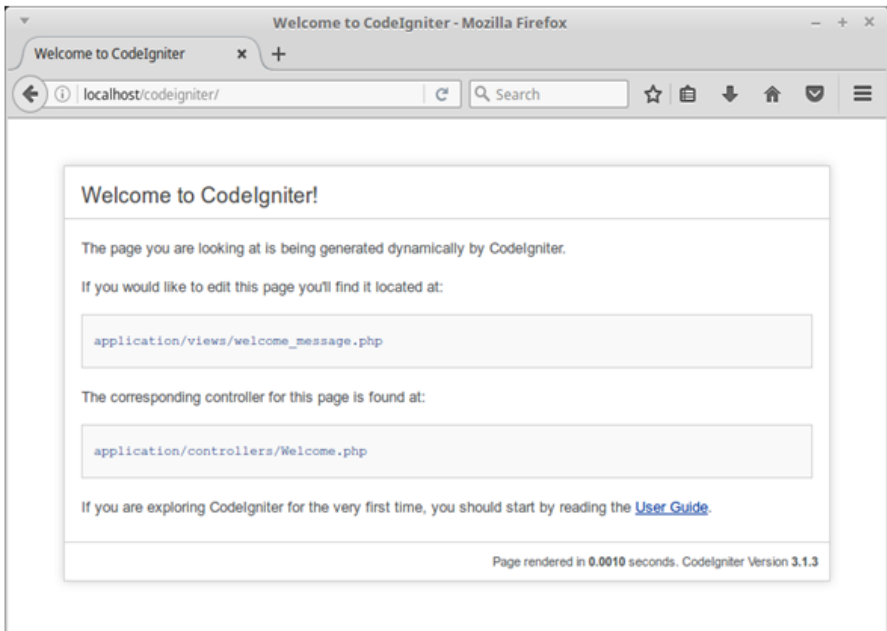 Welcome to CodeIgniter - Mozilla Firefox
Welcome to CodeIgniter
localhost/codeigniter/
Search
Welcome to CodeIgniter!
The page you are looking at is being generated dynamically by CodeIgniter.
If you would like to edit this page you'll find it located at:
application/views/welcome_message.php
The corresponding controller for this page is found at:
application/controllers/Welcome.php
If you are exploring CodeIgniter for the very first time, you should start by reading the User Guide.
Page rendered in 0.0010 seconds. CodeIgniter Version 3.1.3